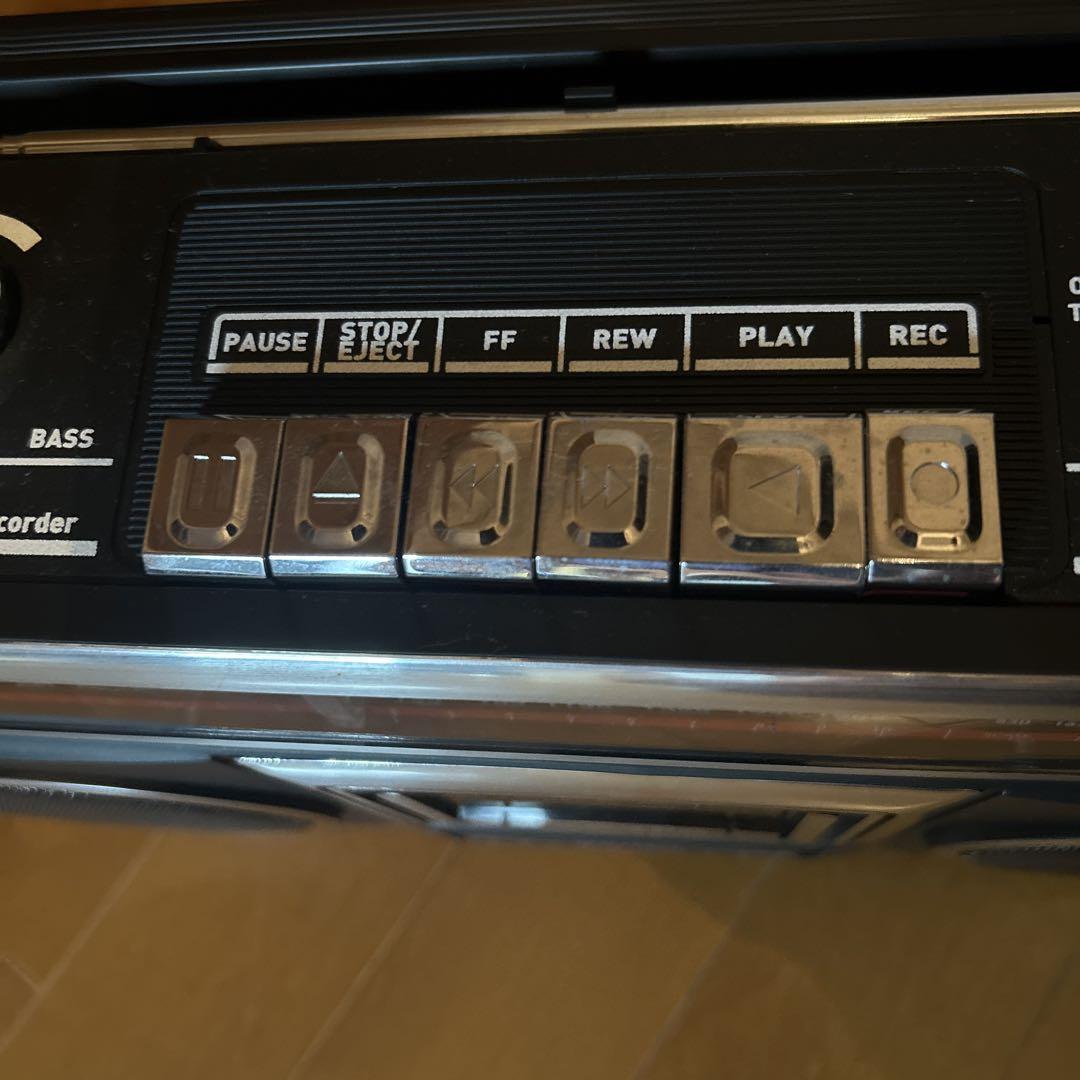 PAUSE
STOP/
EJECT
FF
REW
PLAY
REC
BASS
corder